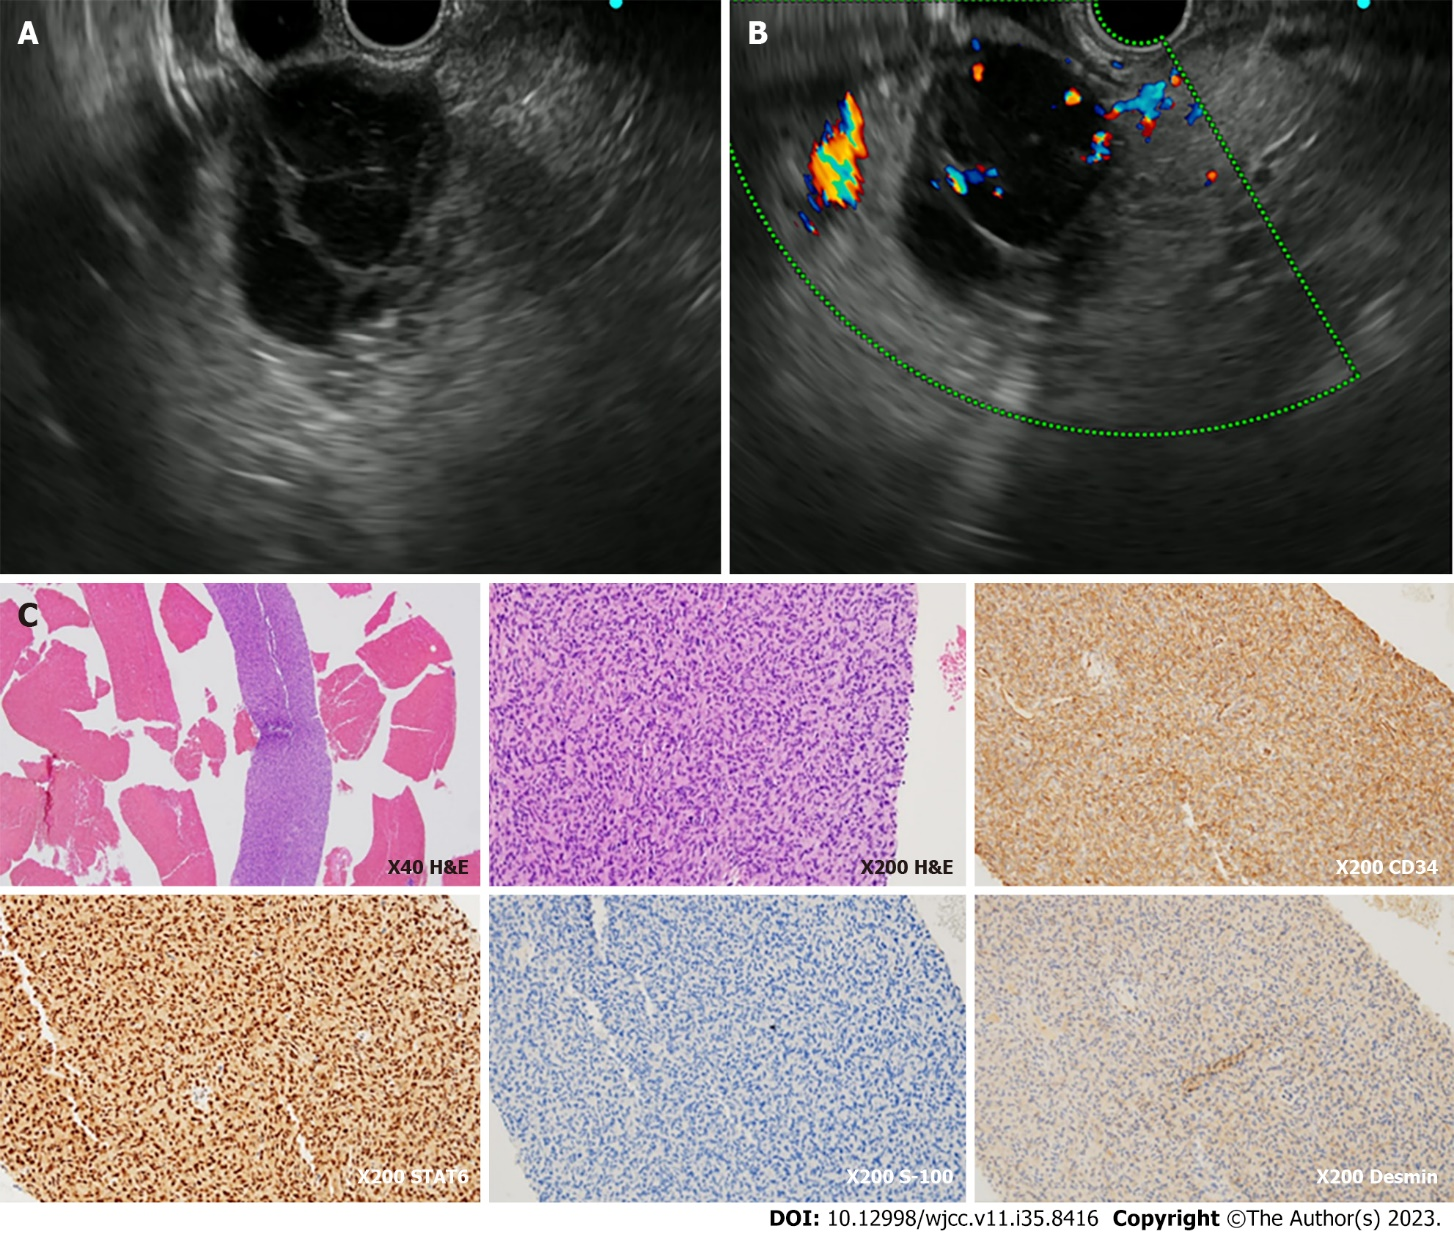 A
B
C
X40 H&E
X200 H&E
X200 CD34
X200 STAT6
X200 S-100
X200 Desmin
DOI: 10.12998/wjcc.v11.i35.8416 Copyright ©The Author(s) 2023.